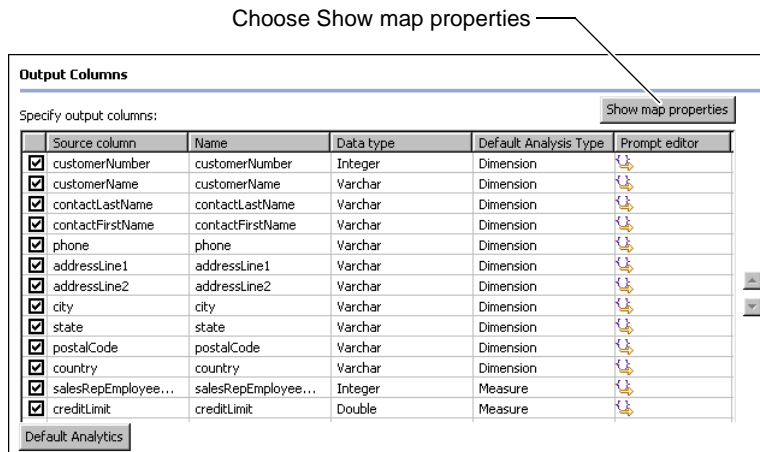 Choose Show map properties
Output Columns
Specify output columns:
Show map properties
Source column Name Data type Default Analysis Type Prompt editor
customerNumber customerNumber Integer Dimension
customerName customerName Varchar Dimension
contactLastName contactLastName Varchar Dimension
contactFirstName contactFirstName Varchar Dimension
phone phone Varchar Dimension
addressLine1 addressLine1 Varchar Dimension
addressLine2 addressLine2 Varchar Dimension
city city Varchar Dimension
state state Varchar Dimension
postalCode postalCode Varchar Dimension
country country Varchar Dimension
salesRepEmployee... salesRepEmployee... Integer Measure
creditLimit creditLimit Double Measure
Default Analytics